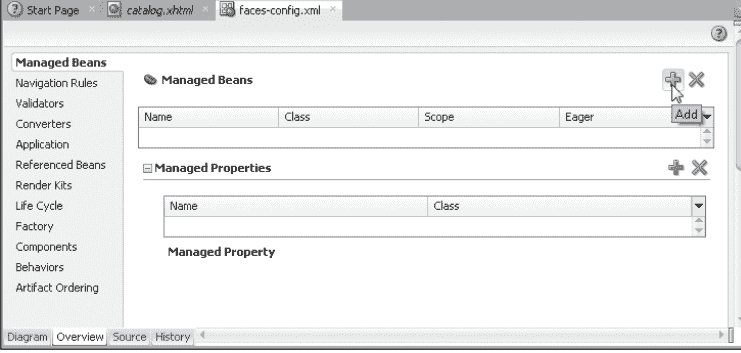 Start Page catalog.xhtml faces-config.xml
Managed Beans
Navigation Rules
Validators
Converters
Application
Referenced Beans
Render Kits
Life Cycle
Factory
Components
Behaviors
Artifact Ordering
Managed Beans
Add
Name Class Scope Eager
Managed Properties
Name Class
Managed Property
Diagram Overview Source History